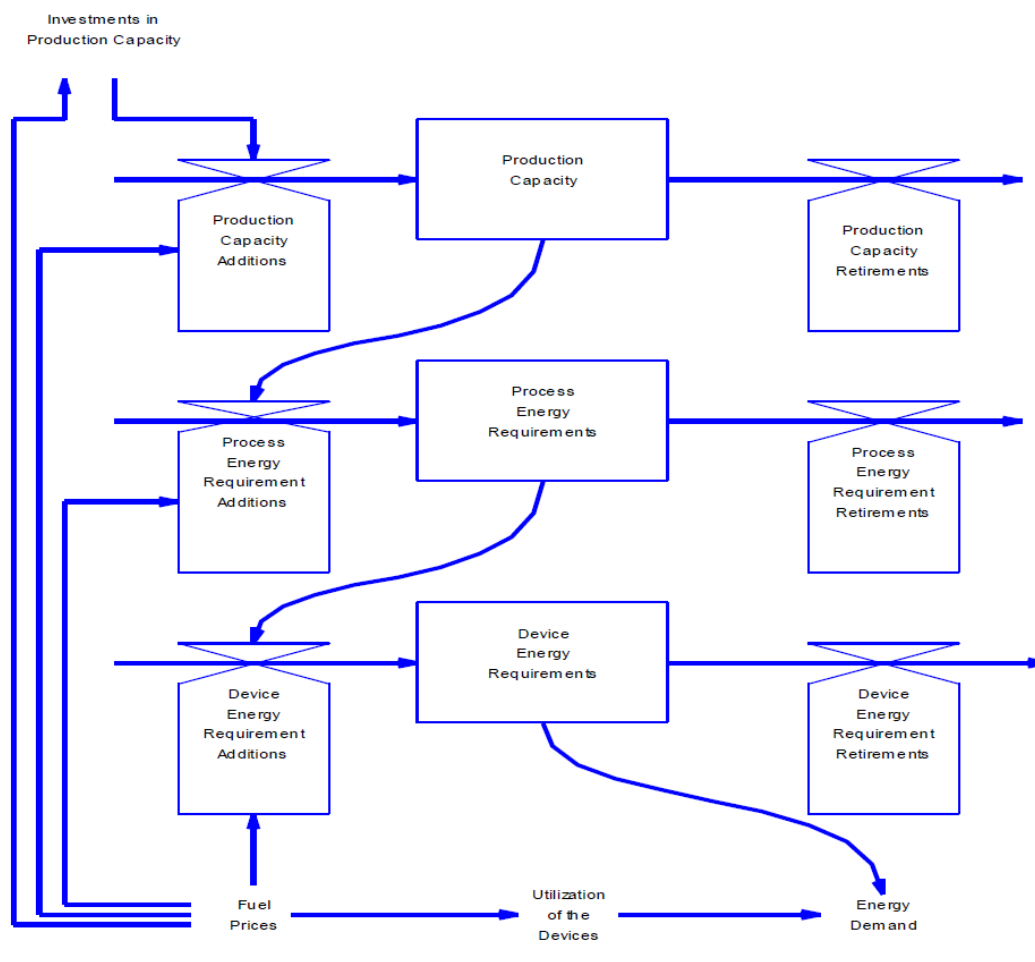 Investments in
Production Capacity
Production
Capacity
Production
Capacity
Additions
Production
Capacity
Retirements
Process
Energy
Requirements
Process
Energy
Requirement
Additions
Process
Energy
Requirement
Retirements
Device
Energy
Requirements
Device
Energy
Requirement
Additions
Device
Energy
Requirement
Retirements
Fuel
Prices
Utilization
of the
Devices
Energy
Demand